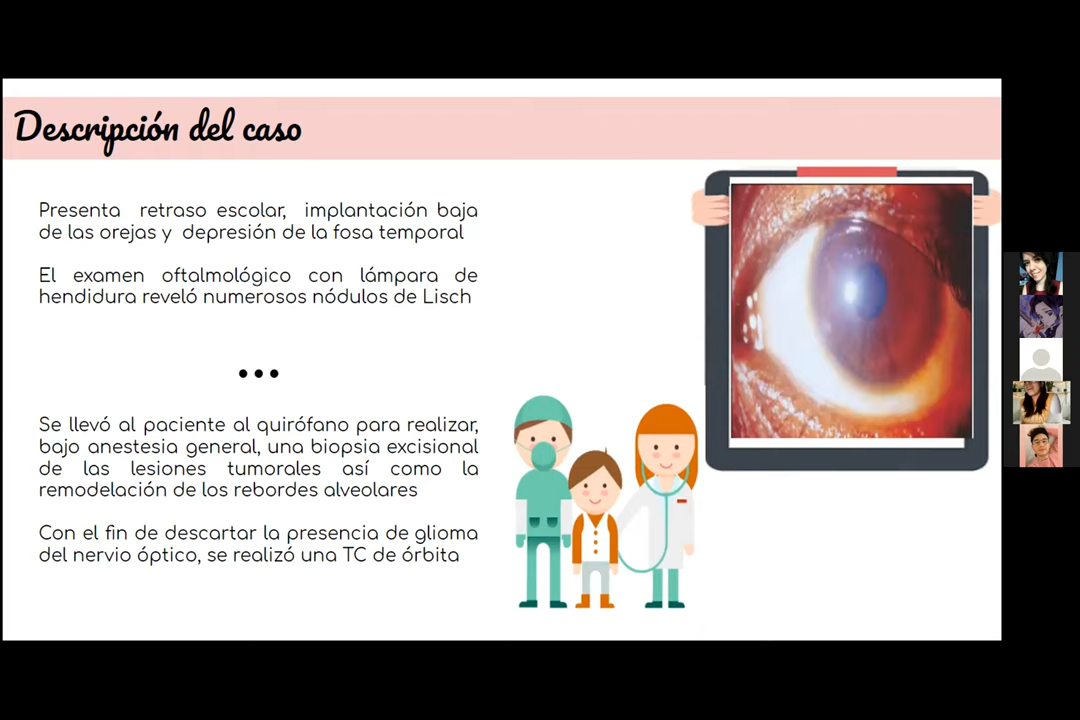 Descripción del caso
Presenta retraso escolar, implantación baja
de las orejas y depresión de la fosa temporal
El examen oftalmológico con lámpara de
hendidura reveló numerosos nódulos de Lisch
...
Se llevó al paciente al quirófano para realizar,
bajo anestesia general, una biopsia excisional
de las lesiones tumorales así como la
remodelación de los rebordes alveolares
Con el fin de descartar la presencia de glioma
del nervio óptico, se realizó una TC de órbita